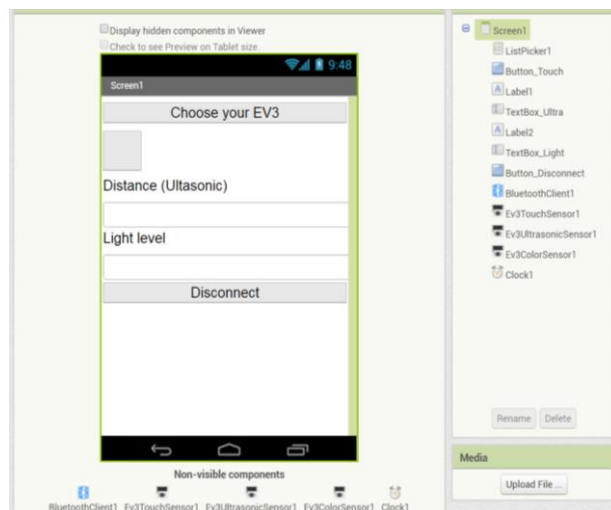 Display hidden components in Viewer
Check to see Preview on Tablet size.
9:48
Screen1
Choose your EV3
Distance (Ultasonic)
Light level
Disconnect
Non-visible components
BluetoothClient1 Ev3TouchSensor1 Ev3UltrasonicSensor1 Ev3ColorSensor1 Clock1
Screen1
ListPicker1
Button_Touch
Label1
TextBox_Ultra
Label2
TextBox_Light
Button_Disconnect
BluetoothClient1
Ev3TouchSensor1
Ev3UltrasonicSensor1
Ev3ColorSensor1
Clock1
Rename Delete
Media
Upload File ...